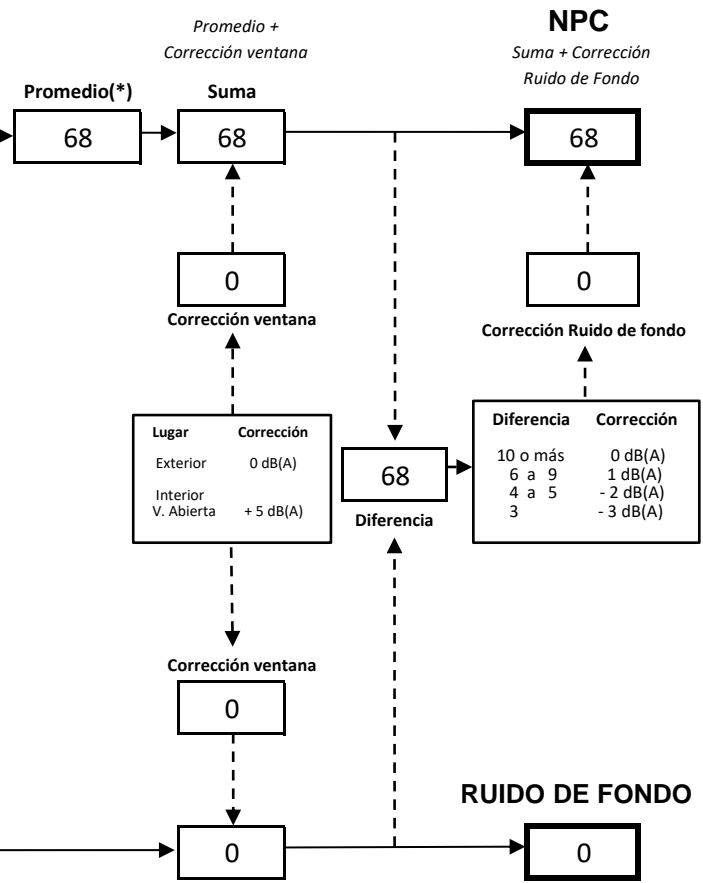 Promedio +
Corrección ventana
NPC
Suma + Corrección
Ruido de Fondo
Promedio(*)
Suma
68
68
68
0
Corrección ventana
0
Corrección Ruido de fondo
Lugar Corrección
Exterior 0 dB(A)
Interior
V. Abierta + 5 dB(A)
68
Diferencia
Diferencia Corrección
10 o más 0 dB(A)
6 a 9 1 dB(A)
4 a 5 - 2 dB(A)
3 - 3 dB(A)
Corrección ventana
0
RUIDO DE FONDO
0
0